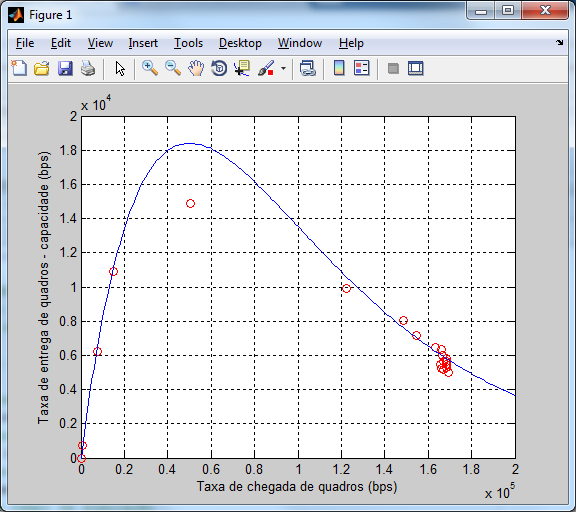 Figure 1
File Edit View Insert Tools Desktop Window Help
x 10^4
2
1.8
1.6
1.4
1.2
1
0.8
0.6
0.4
0.2
0
Taxa de entrega de quadros - capacidade (bps)
0 0.2 0.4 0.6 0.8 1 1.2 1.4 1.6 1.8 2
Taxa de chegada de quadros (bps)
x 10^5